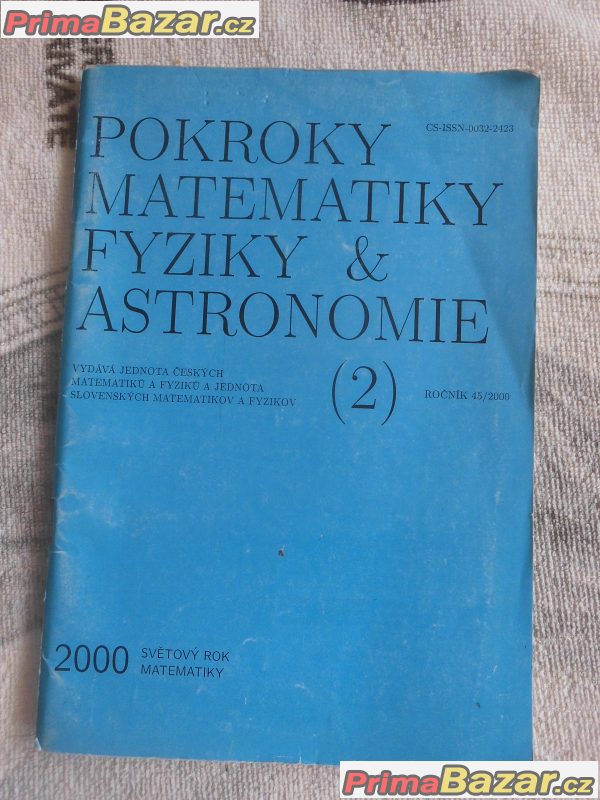 PrimaBazar.cz
CS-ISSN-0032-2423
POKROKY
MATEMATIKY
FYZIKY &
ASTRONOMIE
VYDÁVÁ JEDNOTA ČESKÝCH
MATEMATIKŮ A FYZIKŮ A JEDNOTA
SLOVENSKÝCH MATEMATIKOV A FYZIKOV
(2)
ROČNÍK 45/2000
2000 SVĚTOVÝ ROK
MATEMATIKY
PrimaBazar.cz